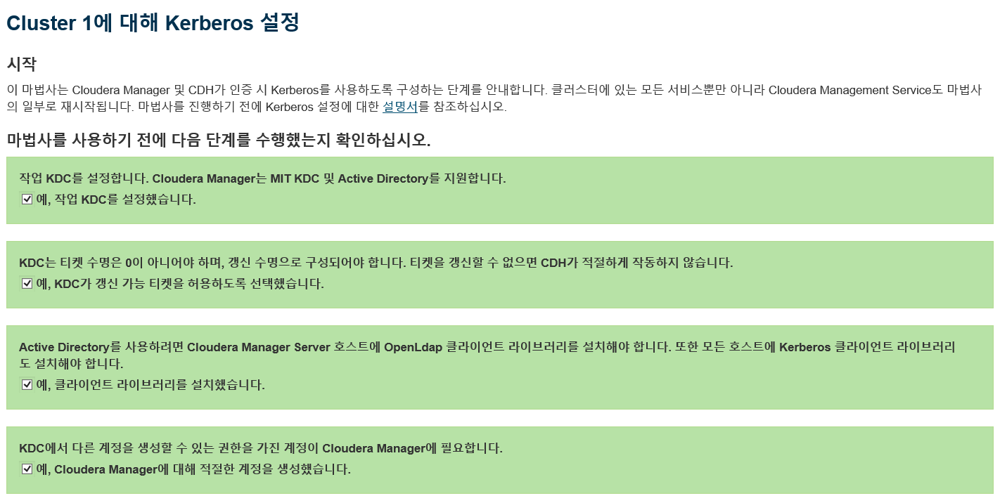 Cluster 1에 대해 Kerberos 설정
시작
이 마법사는 Cloudera Manager 및 CDH가 인증 시 Kerberos를 사용하도록 구성하는 단계를 안내합니다. 클러스터에 있는 모든 서비스뿐만 아니라 Cloudera Management Service도 마법사
의 일부로 재시작됩니다. 마법사를 진행하기 전에 Kerberos 설정에 대한 설명서를 참조하십시오.
마법사를 사용하기 전에 다음 단계를 수행했는지 확인하십시오.
작업 KDC를 설정합니다. Cloudera Manager는 MIT KDC 및 Active Directory를 지원합니다.
예, 작업 KDC를 설정했습니다.
KDC는 티켓 수명은 0이 아니어야 하며, 갱신 수명으로 구성되어야 합니다. 티켓을 갱신할 수 없으면 CDH가 적절하게 작동하지 않습니다.
예, KDC가 갱신 가능 티켓을 허용하도록 선택했습니다.
Active Directory를 사용하려면 Cloudera Manager Server 호스트에 OpenLdap 클라이언트 라이브러리를 설치해야 합니다. 또한 모든 호스트에 Kerberos 클라이언트 라이브러리
도 설치해야 합니다.
예, 클라이언트 라이브러리를 설치했습니다.
KDC에서 다른 계정을 생성할 수 있는 권한을 가진 계정이 Cloudera Manager에 필요합니다.
예, Cloudera Manager에 대해 적절한 계정을 생성했습니다.